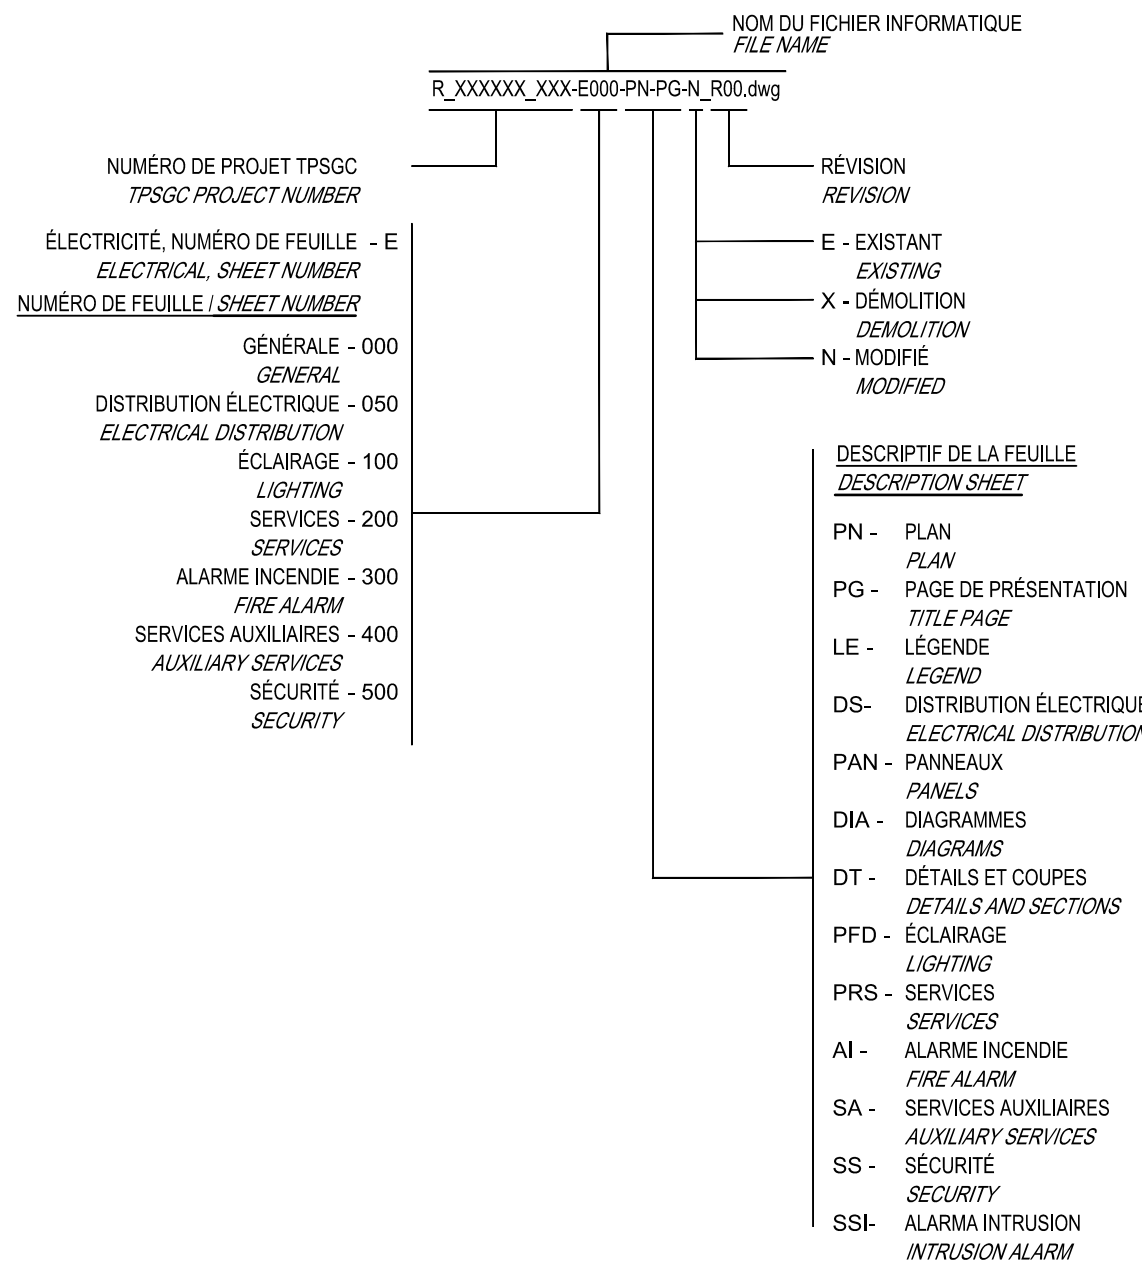 NOM DU FICHIER INFORMATIQUE
FILE NAME
R_XXXXXX_XXX-E000-PN-PG-N_R00.dwg
NUMÉRO DE PROJET TPSGC
TPSGC PROJECT NUMBER
ÉLECTRICITÉ, NUMÉRO DE FEUILLE - E
ELECTRICAL, SHEET NUMBER
NUMÉRO DE FEUILLE / SHEET NUMBER
GÉNÉRALE - 000
GENERAL
DISTRIBUTION ÉLECTRIQUE - 050
ELECTRICAL DISTRIBUTION
ÉCLAIRAGE - 100
LIGHTING
SERVICES - 200
SERVICES
ALARME INCENDIE - 300
FIRE ALARM
SERVICES AUXILIAIRES - 400
AUXILIARY SERVICES
SÉCURITÉ - 500
SECURITY
RÉVISION
REVISION
E - EXISTANT
EXISTING
X - DÉMOLITION
DEMOLITION
N - MODIFIÉ
MODIFIED
DESCRIPTIF DE LA FEUILLE
DESCRIPTION SHEET
PN - PLAN
PLAN
PG - PAGE DE PRÉSENTATION
TITLE PAGE
LE - LÉGENDE
LEGEND
DS- DISTRIBUTION ÉLECTRIQUE
ELECTRICAL DISTRIBUTION
PAN - PANNEAUX
PANELS
DIA - DIAGRAMMES
DIAGRAMS
DT - DÉTAILS ET COUPES
DETAILS AND SECTIONS
PFD - ÉCLAIRAGE
LIGHTING
PRS - SERVICES
SERVICES
AI - ALARME INCENDIE
FIRE ALARM
SA - SERVICES AUXILIAIRES
AUXILIARY SERVICES
SS - SÉCURITÉ
SECURITY
SSI- ALARMA INTRUSION
INTRUSION ALARM